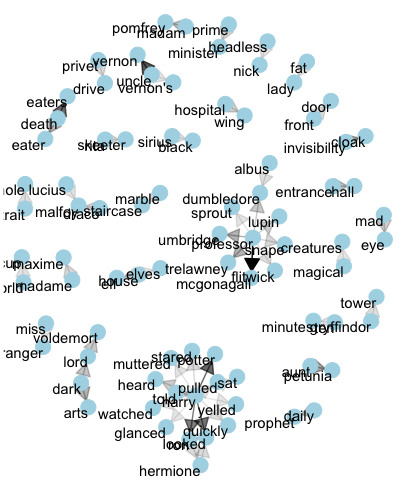 pomfrey
madam
prime
minister
headless
nick
privet
vernon
uncle
drive
vernon's
fat
lady
eaters
death
eater
hospital
wing
door
front
skeeter
rita
sirius
black
invisibility
cloak
albus
hole
lucius
marble
dumbledore
entrance
hall
trait
malfoy
draco
staircase
sprout
lupin
mad
eye
umbridge
professor
snape
creatures
magical
cup
maxime
elves
trelawney
flitwick
orld
madame
house
elf
mcgonagall
tower
miss
minutes
gryffindor
ranger
voldemort
lord
muttered
stared
potter
aunt
petunia
dark
heard
pulled
sat
arts
told
harry
watched
yelled
daily
prophet
glanced
quickly
looked
ron
hermione